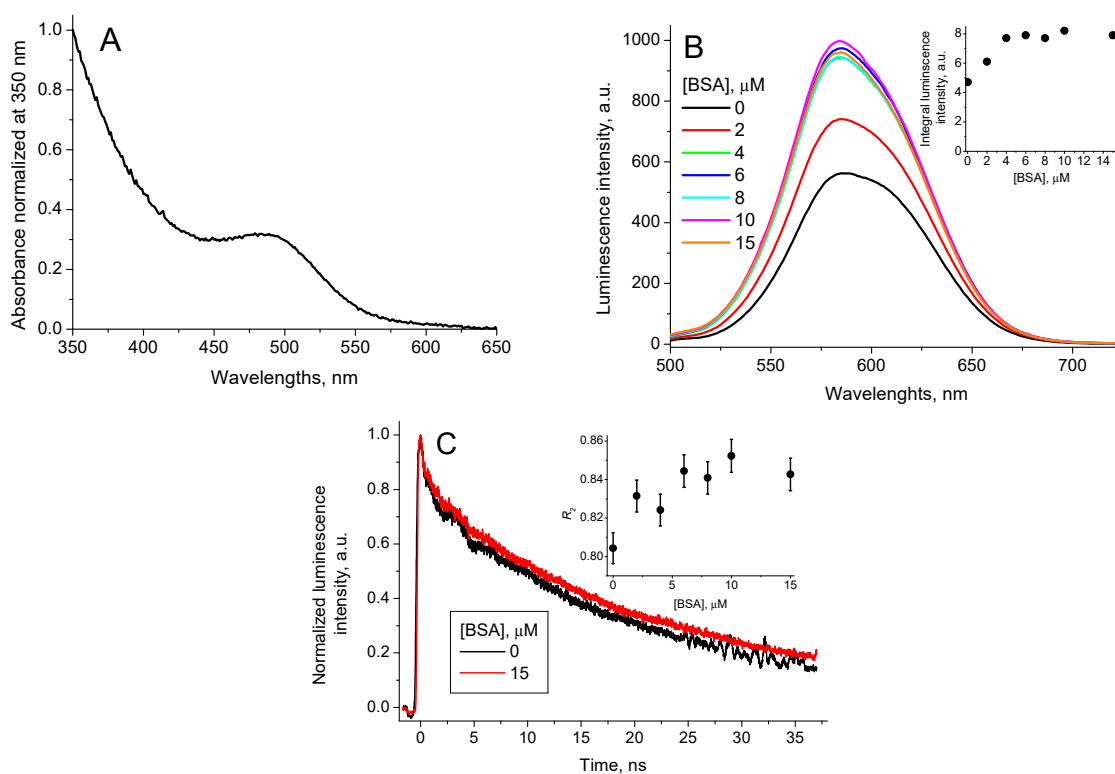 A
Absorbance normalized at 350 nm
1.0
0.8
0.6
0.4
0.2
0.0
350 400 450 500 550 600 650
Wavelengths, nm
B
Luminescence intensity, a.u.
1000
800
600
400
200
0
[BSA], μM
0
2
4
6
8
10
15
500 550 600 650 700
Wavelenghts, nm
Integral luminscence
intensity, a.u.
8
6
4
2
0
0 2 4 6 8 10 14
[BSA], μM
C
Normalized luminescence
intensity, a.u.
1.0
0.8
0.6
0.4
0.2
0.0
[BSA], μM
0
15
0 5 10 15 20 25 30 35
Time, ns
R2
0.86
0.84
0.82
0.80
0 5 10 15
[BSA], μM